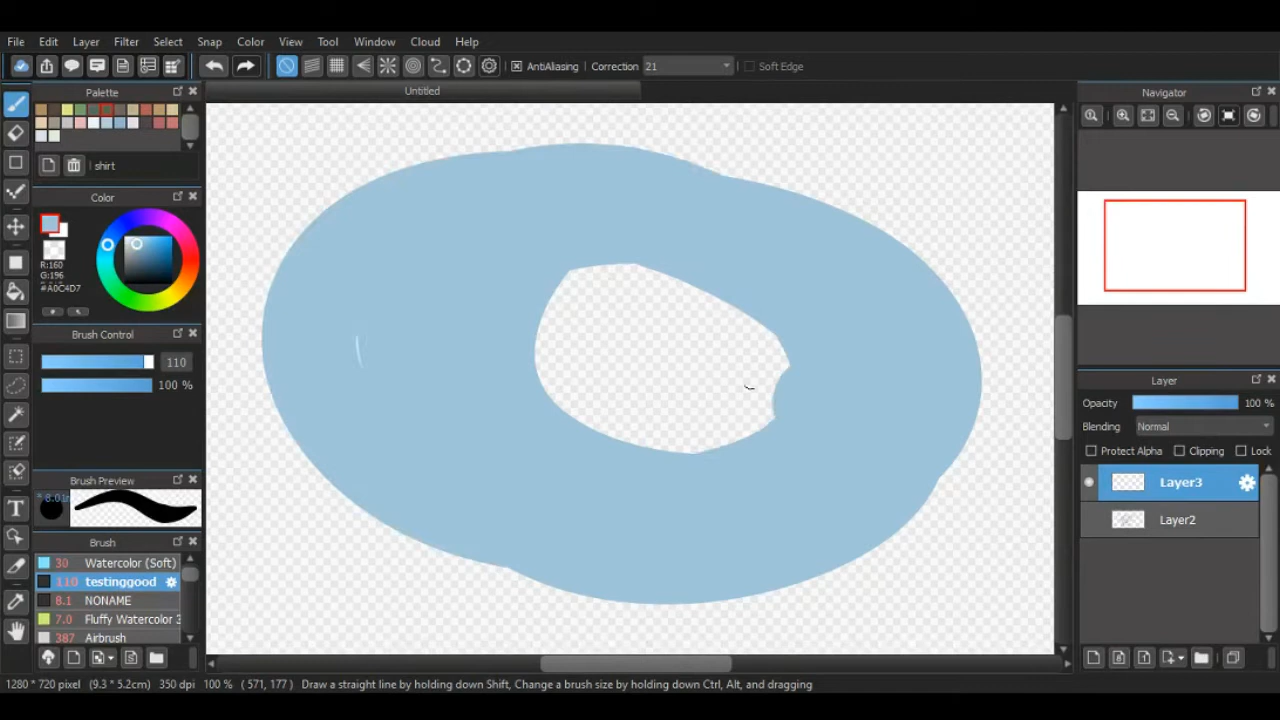 File Edit Layer Filter Select Snap Color View Tool Window Cloud Help
AntiAliasing Correction 21 Soft Edge
Palette
Untitled
Navigator
shirt
Color
R:160
G:196
#A0C4D7
Brush Control
110
100 %
Brush Preview
Brush
30 Watercolor (Soft)
110 testinggood
8.1 NONAME
7.0 Fluffy Watercolor
387 Airbrush
Layer
Opacity 100 %
Blending Normal
Protect Alpha Clipping Lock
Layer3
Layer2
1280 * 720 pixel (9.3 * 5.2cm) 350 dpi 100 % ( 571, 177 ) Draw a straight line by holding down Shift, Change a brush size by holding down Ctrl, Alt, and dragging